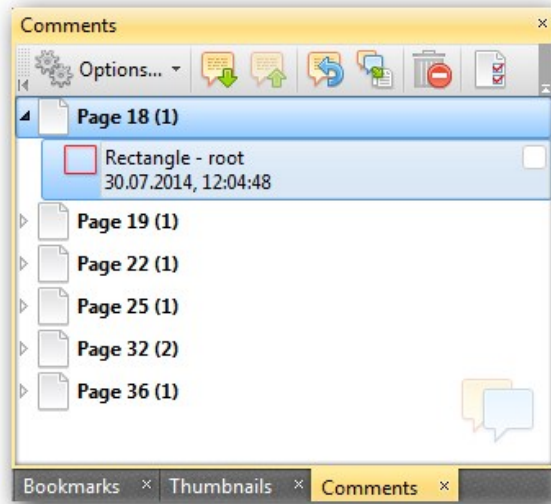 Comments
Options...
Page 18 (1)
Rectangle - root
30.07.2014, 12:04:48
Page 19 (1)
Page 22 (1)
Page 25 (1)
Page 32 (2)
Page 36 (1)
Bookmarks × Thumbnails × Comments ×